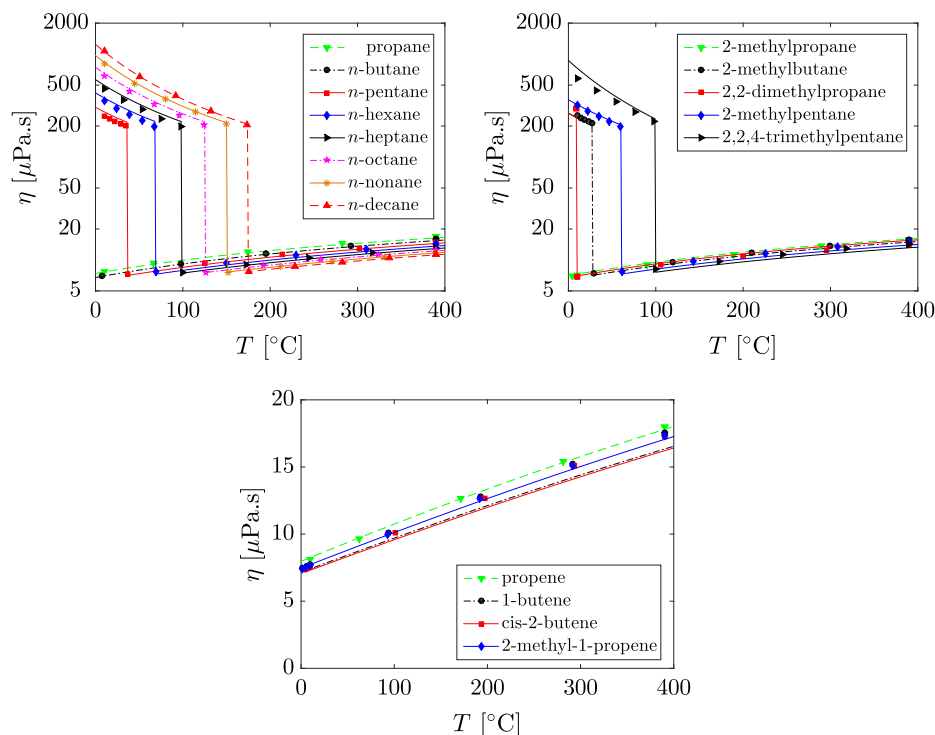 2000
500
200
50
20
5
η [μPa.s]
0
100
200
300
400
T [°C]
propane
n-butane
n-pentane
n-hexane
n-heptane
n-octane
n-nonane
n-decane
2000
500
200
50
20
5
η [μPa.s]
0
100
200
300
400
T [°C]
2-methylpropane
2-methylbutane
2,2-dimethylpropane
2-methylpentane
2,2,4-trimethylpentane
20
15
10
5
0
η [μPa.s]
0
100
200
300
400
T [°C]
propene
1-butene
cis-2-butene
2-methyl-1-propene